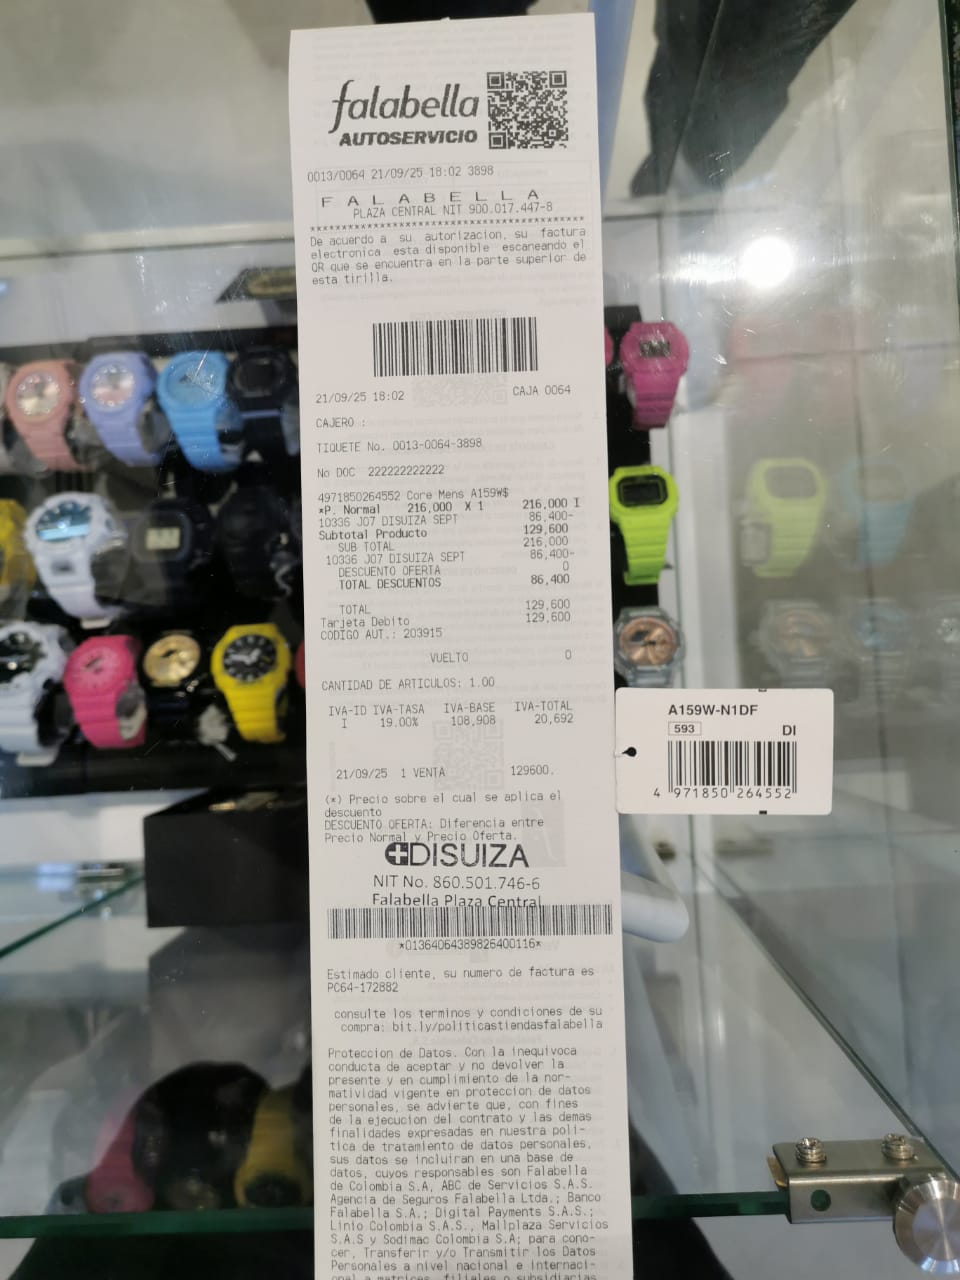 falabella
AUTOSERVICIO
0013/0064 21/09/25 18:02 3898
F A L A B E L L A
PLAZA CENTRAL NIT 900.017.447-8
****************************************
De acuerdo a su autorizacion, su factura
electronica esta disponible escaneando el
QR que se encuentra en la parte superior de
esta tirilla.
21/09/25 18:02 CAJA 0064
CAJERO :
TIQUETE No. 0013-0064-3898
No DOC 222222222222
4971850264552 Core Mens A159W$
*P. Normal 216,000 X 1 216,000 I
10336 J07 DISUIZA SEPT 86,400-
Subtotal Producto 129,600
SUB TOTAL 216,000
10336 J07 DISUIZA SEPT 86,400-
DESCUENTO OFERTA 0
TOTAL DESCUENTOS 86,400
TOTAL 129,600
Tarjeta Debito 129,600
CODIGO AUT.: 203915
VUELTO 0
CANTIDAD DE ARTICULOS: 1.00
IVA-ID IVA-TASA IVA-BASE IVA-TOTAL
I 19.00% 108,908 20,692
21/09/25 1 VENTA 129600.
(*) Precio sobre el cual se aplica el
descuento
DESCUENTO OFERTA: Diferencia entre
Precio Normal y Precio Oferta.
DISUIZA
NIT No. 860.501.746-6
Falabella Plaza Central
*01364064389826400116*
Estimado cliente, su numero de factura es
PC64-172882
consulte los terminos y condiciones de su
compra: bit.ly/politicastiendasfalabella
Proteccion de Datos. Con la inequivoca
conducta de aceptar y no devolver la
presente y en cumplimiento de la nor-
matividad vigente en proteccion de datos
personales, se advierte que, con fines
de la ejecucion del contrato y las demas
finalidades expresadas en nuestra poli-
tica de tratamiento de datos personales,
sus datos se incluiran en una base de
datos, cuyos responsables son Falabella
de Colombia S.A, ABC de Servicios S.A.S.
Agencia de Seguros Falabella Ltda.; Banco
Falabella S.A.; Digital Payments S.A.S.;
Linio Colombia S.A.S., Mallplaza Servicios
S.A.S y Sodimac Colombia S.A; para cono-
cer, Transferir y/o Transmitir los Datos
Personales a nivel nacional e internaci-
onal a matrices, filiales o subsidiarias
A159W-N1DF
593 DI
4 971850 264552